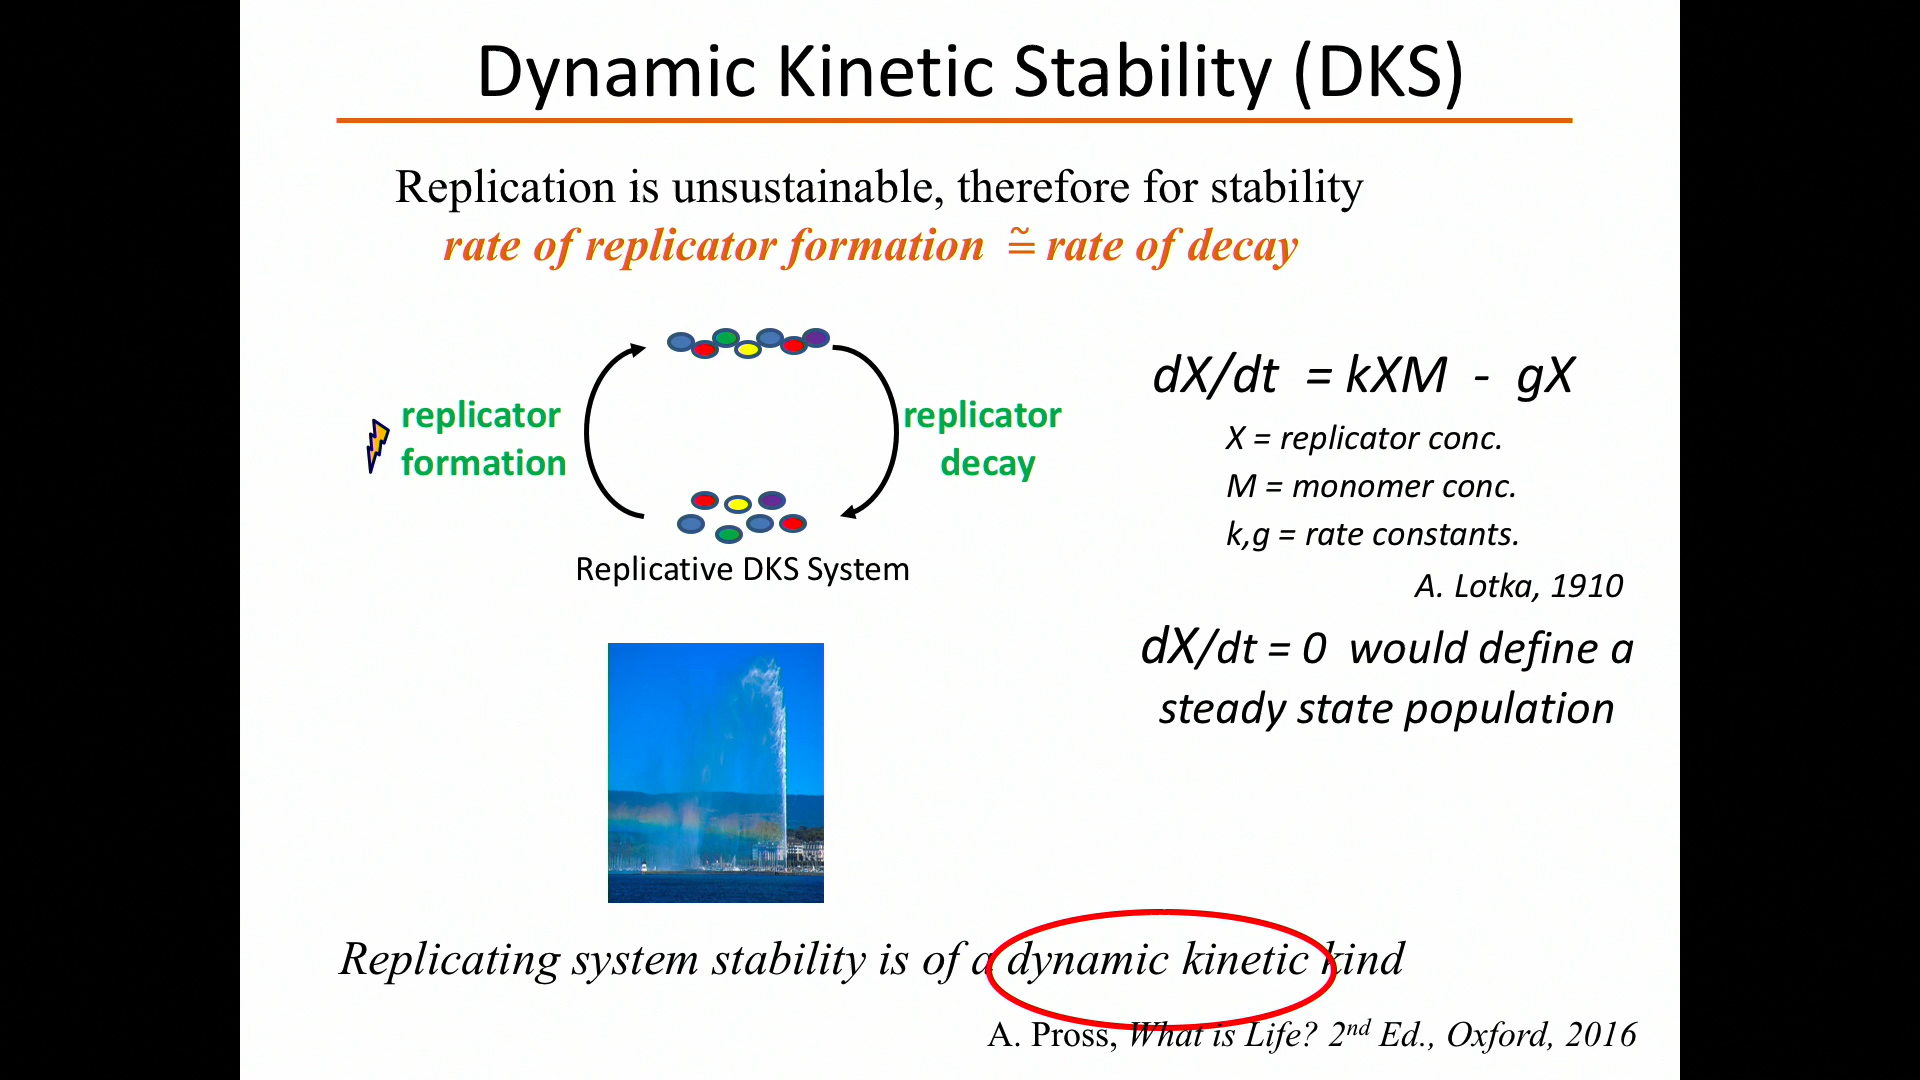 Dynamic Kinetic Stability (DKS)
Replication is unsustainable, therefore for stability
rate of replicator formation ≅ rate of decay
replicator
formation
replicator
decay
Replicative DKS System
dX/dt = kXM - gX
X = replicator conc.
M = monomer conc.
k,g = rate constants.
A. Lotka, 1910
dX/dt = 0 would define a
steady state population
Replicating system stability is of a dynamic kinetic kind
A. Pross, What is Life? 2nd Ed., Oxford, 2016